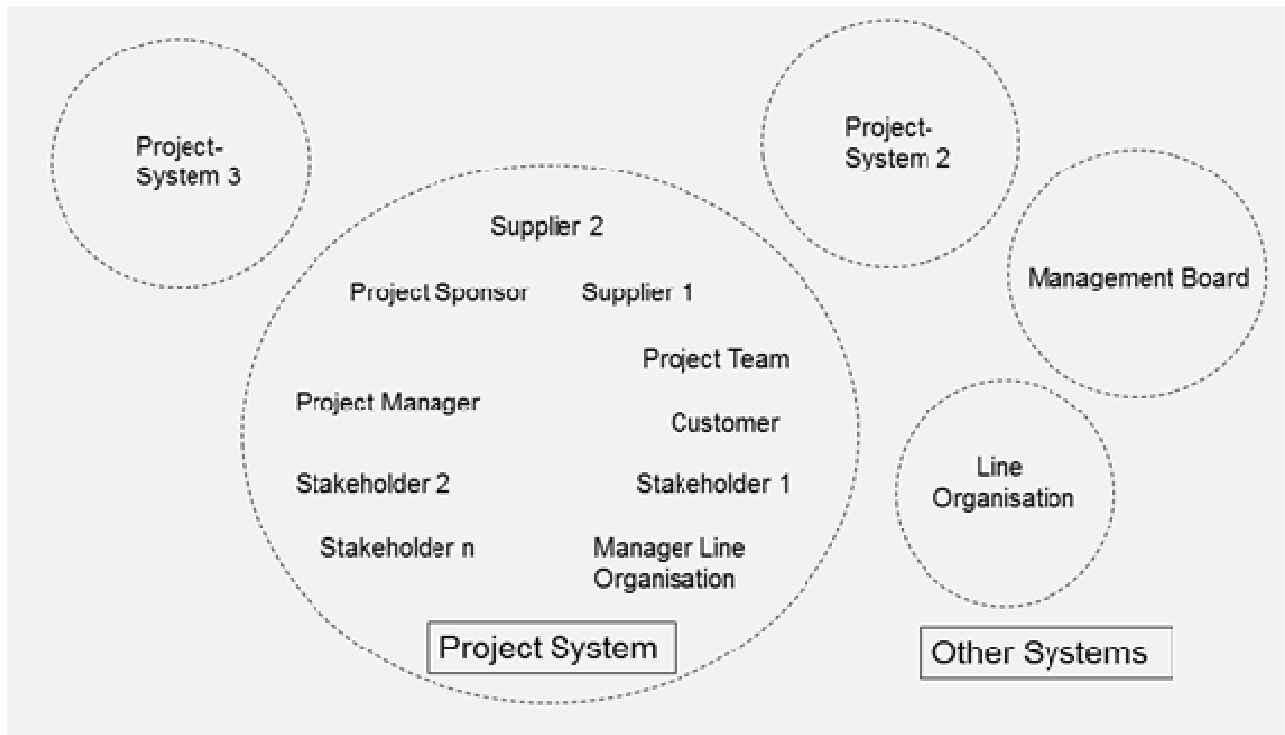 Project-
System 3
Project-
System 2
Management Board
Supplier 2
Project Sponsor
Supplier 1
Project Team
Project Manager
Customer
Stakeholder 2
Stakeholder 1
Stakeholder n
Manager Line
Organisation
Line
Organisation
Project System
Other Systems